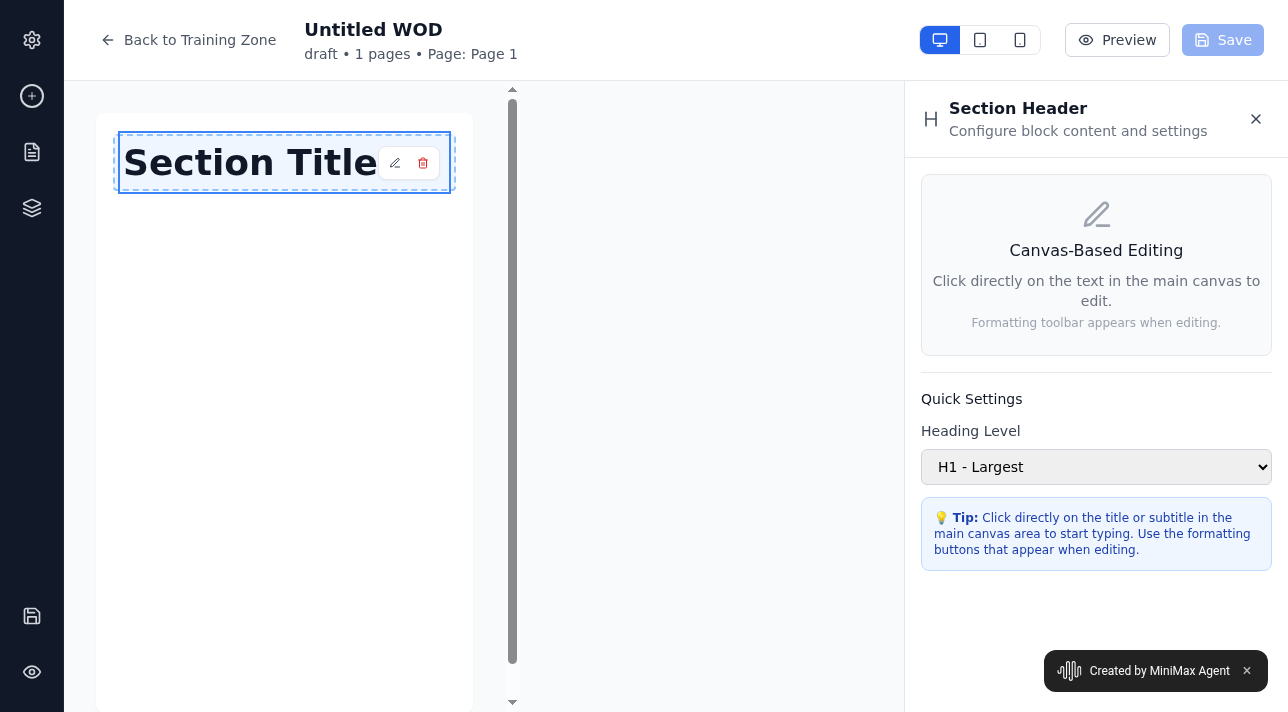 Back to Training Zone
Untitled WOD
draft • 1 pages • Page: Page 1
Preview
Save
Section Title
Section Header
Configure block content and settings
Canvas-Based Editing
Click directly on the text in the main canvas to
edit.
Formatting toolbar appears when editing.
Quick Settings
Heading Level
H1 - Largest
💡 Tip: Click directly on the title or subtitle in the
main canvas area to start typing. Use the formatting
buttons that appear when editing.
Created by MiniMax Agent